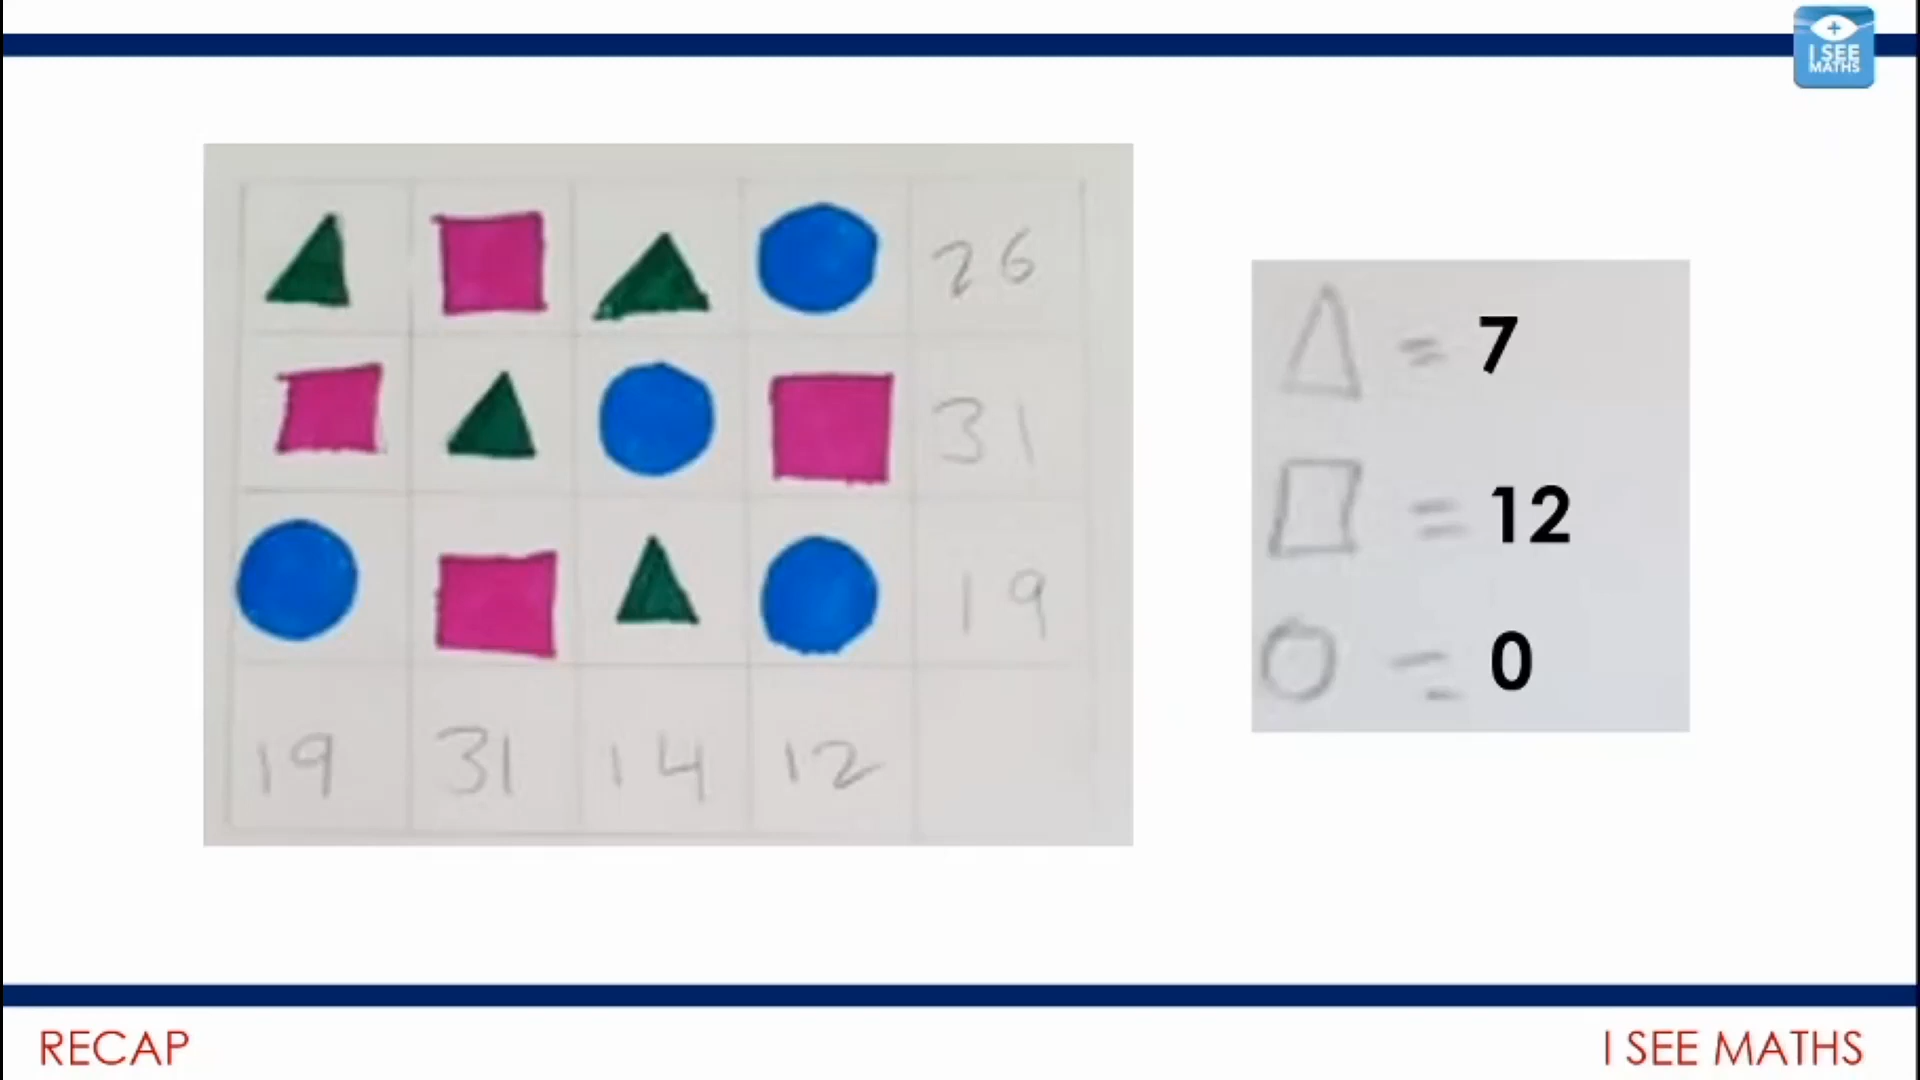 I SEE
MATHS
26
31
19
19 31 14 12
= 7
= 12
= 0
RECAP
I SEE MATHS